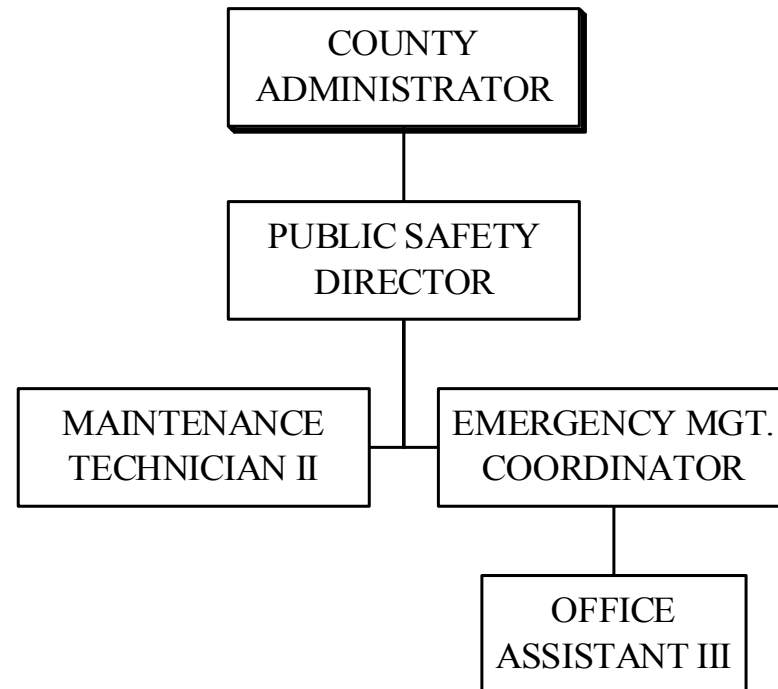 COUNTY
ADMINISTRATOR
PUBLIC SAFETY
DIRECTOR
MAINTENANCE
TECHNICIAN II
EMERGENCY MGT.
COORDINATOR
OFFICE
ASSISTANT III